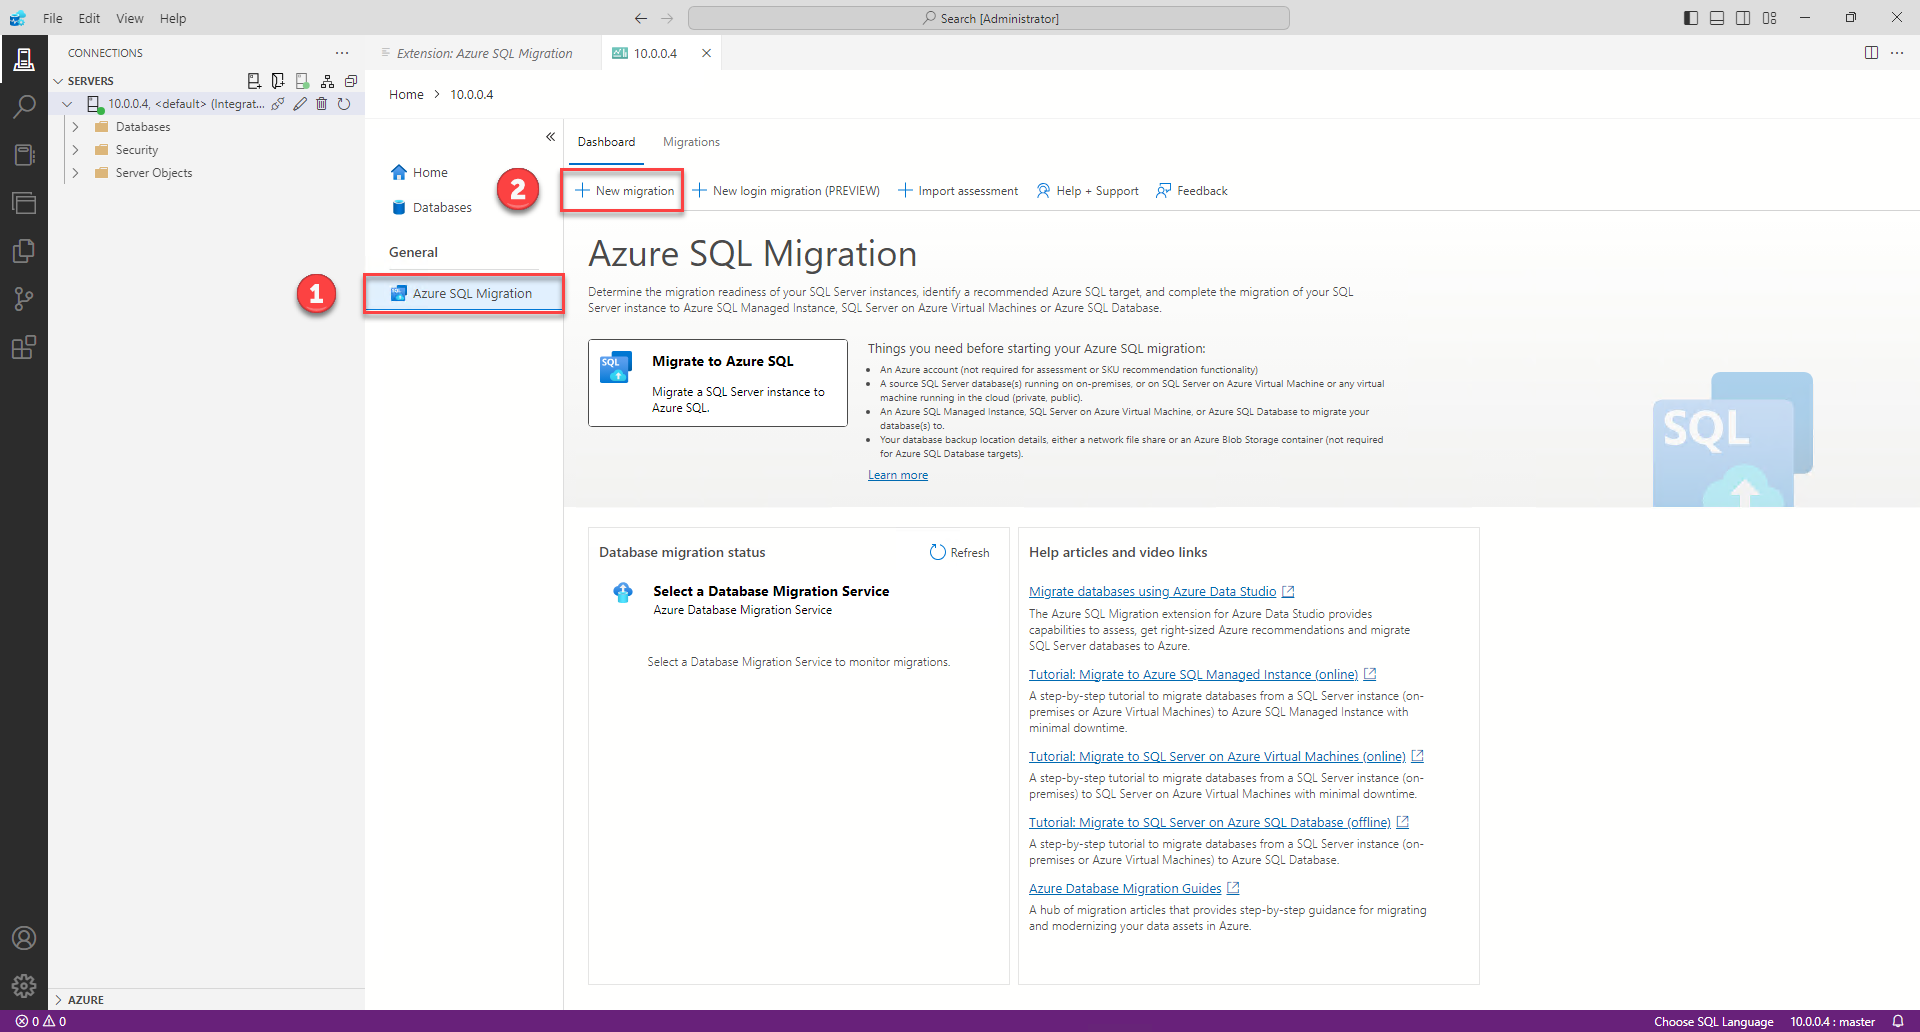 File Edit View Help
Search [Administrator]
CONNECTIONS
SERVERS
10.0.0.4, <default> (Integrat...
Databases
Security
Server Objects
AZURE
Extension: Azure SQL Migration
10.0.0.4
Home > 10.0.0.4
Home
Databases
General
Azure SQL Migration
1
2
Dashboard Migrations
New migration New login migration (PREVIEW) Import assessment Help + Support Feedback
Azure SQL Migration
Determine the migration readiness of your SQL Server instances, identify a recommended Azure SQL target, and complete the migration of your SQL
Server instance to Azure SQL Managed Instance, SQL Server on Azure Virtual Machines or Azure SQL Database.
SQL
Migrate to Azure SQL
Migrate a SQL Server instance to
Azure SQL.
Things you need before starting your Azure SQL migration:
• An Azure account (not required for assessment or SKU recommendation functionality)
• A source SQL Server database(s) running on on-premises, or on SQL Server on Azure Virtual Machine or any virtual
machine running in the cloud (private, public).
• An Azure SQL Managed Instance, SQL Server on Azure Virtual Machine, or Azure SQL Database to migrate your
database(s) to.
• Your database backup location details, either a network file share or an Azure Blob Storage container (not required
for Azure SQL Database targets).
Learn more
SQL
Database migration status
Refresh
Select a Database Migration Service
Azure Database Migration Service
Select a Database Migration Service to monitor migrations.
Help articles and video links
Migrate databases using Azure Data Studio
The Azure SQL Migration extension for Azure Data Studio provides
capabilities to assess, get right-sized Azure recommendations and migrate
SQL Server databases to Azure.
Tutorial: Migrate to Azure SQL Managed Instance (online)
A step-by-step tutorial to migrate databases from a SQL Server instance (on-
premises or Azure Virtual Machines) to Azure SQL Managed Instance with
minimal downtime.
Tutorial: Migrate to SQL Server on Azure Virtual Machines (online)
A step-by-step tutorial to migrate databases from a SQL Server instance (on-
premises) to SQL Server on Azure Virtual Machines with minimal downtime.
Tutorial: Migrate to SQL Server on Azure SQL Database (offline)
A step-by-step tutorial to migrate databases from a SQL Server instance (on-
premises or Azure Virtual Machines) to Azure SQL Database.
Azure Database Migration Guides
A hub of migration articles that provides step-by-step guidance for migrating
and modernizing your data assets in Azure.
0 0
Choose SQL Language 10.0.0.4 : master